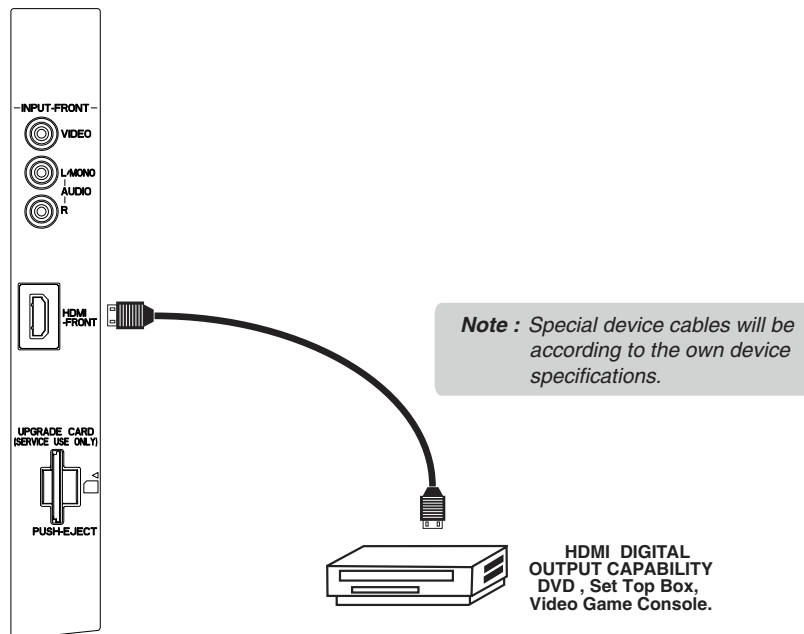 INPUT-FRONT
VIDEO
L/MONO
AUDIO
R
HDMI
-FRONT
UPGRADE CARD
(SERVICE USE ONLY)
PUSH-EJECT
Note : Special device cables will be
according to the own device
specifications.
HDMI DIGITAL
OUTPUT CAPABILITY
DVD , Set Top Box,
Video Game Console.